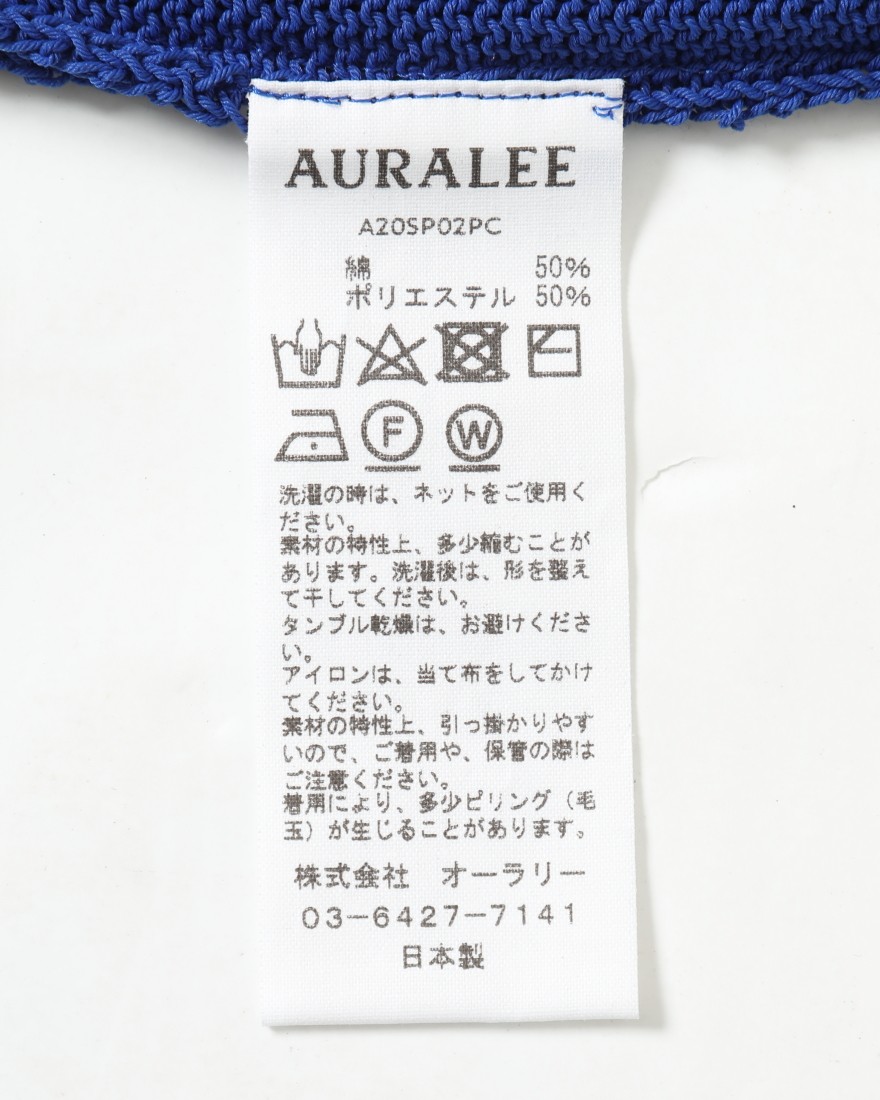 AURALEE
A20SP02PC
綿 50%
ポリエステル 50%
F W
洗濯の時は、ネットをご使用く
ださい。
素材の特性上、多少縮むことが
あります。洗濯後は、形を整え
て干してください。
タンブル乾燥は、お避けくださ
い。
アイロンは、当て布をしてかけ
てください。
素材の特性上、引っ掛かりやす
いので、ご着用や、保管の際は
ご注意ください。
着用により、多少ピリング（毛
玉）が生じることがあります。
株式会社 オーラリー
03-6427-7141
日本製